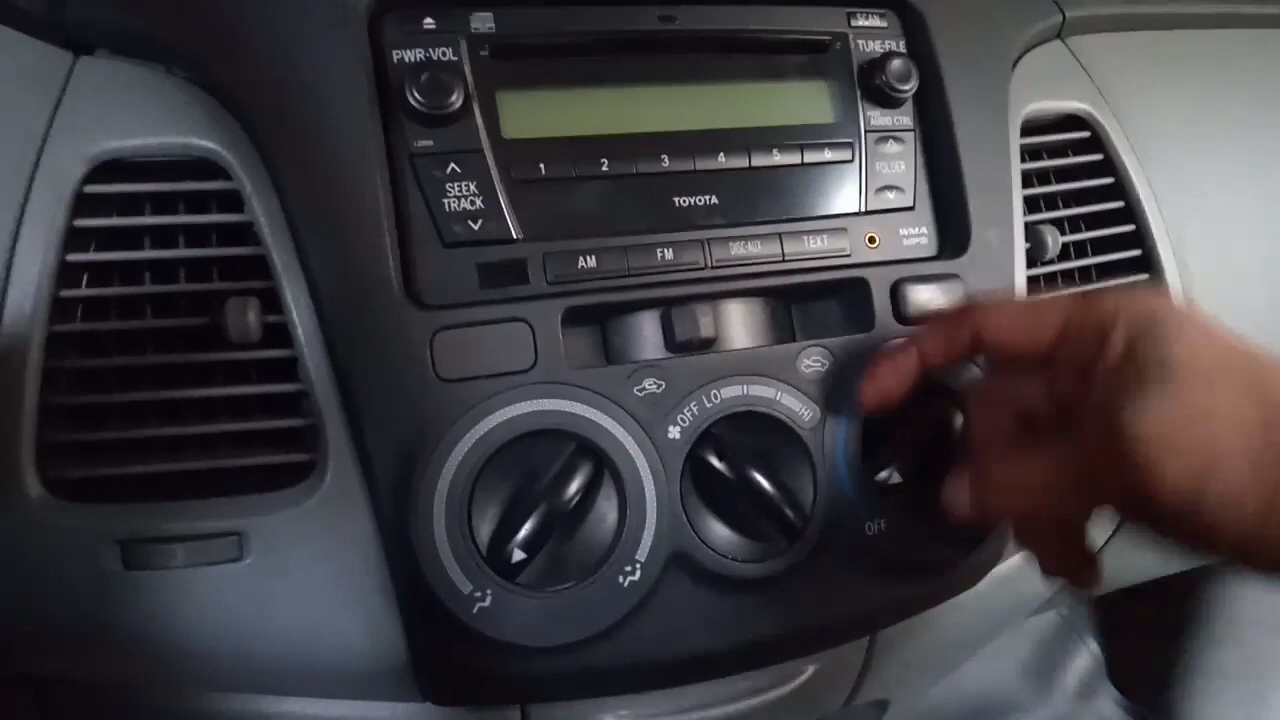 SCAN
PWR·VOL
TUNE·FILE
AUDIO CTRL
1 2 3 4 5 6
SEEK
TRACK
FOLDER
TOYOTA
AM FM DISC·AUX TEXT
WMA
MP3
OFF LO HI
OFF